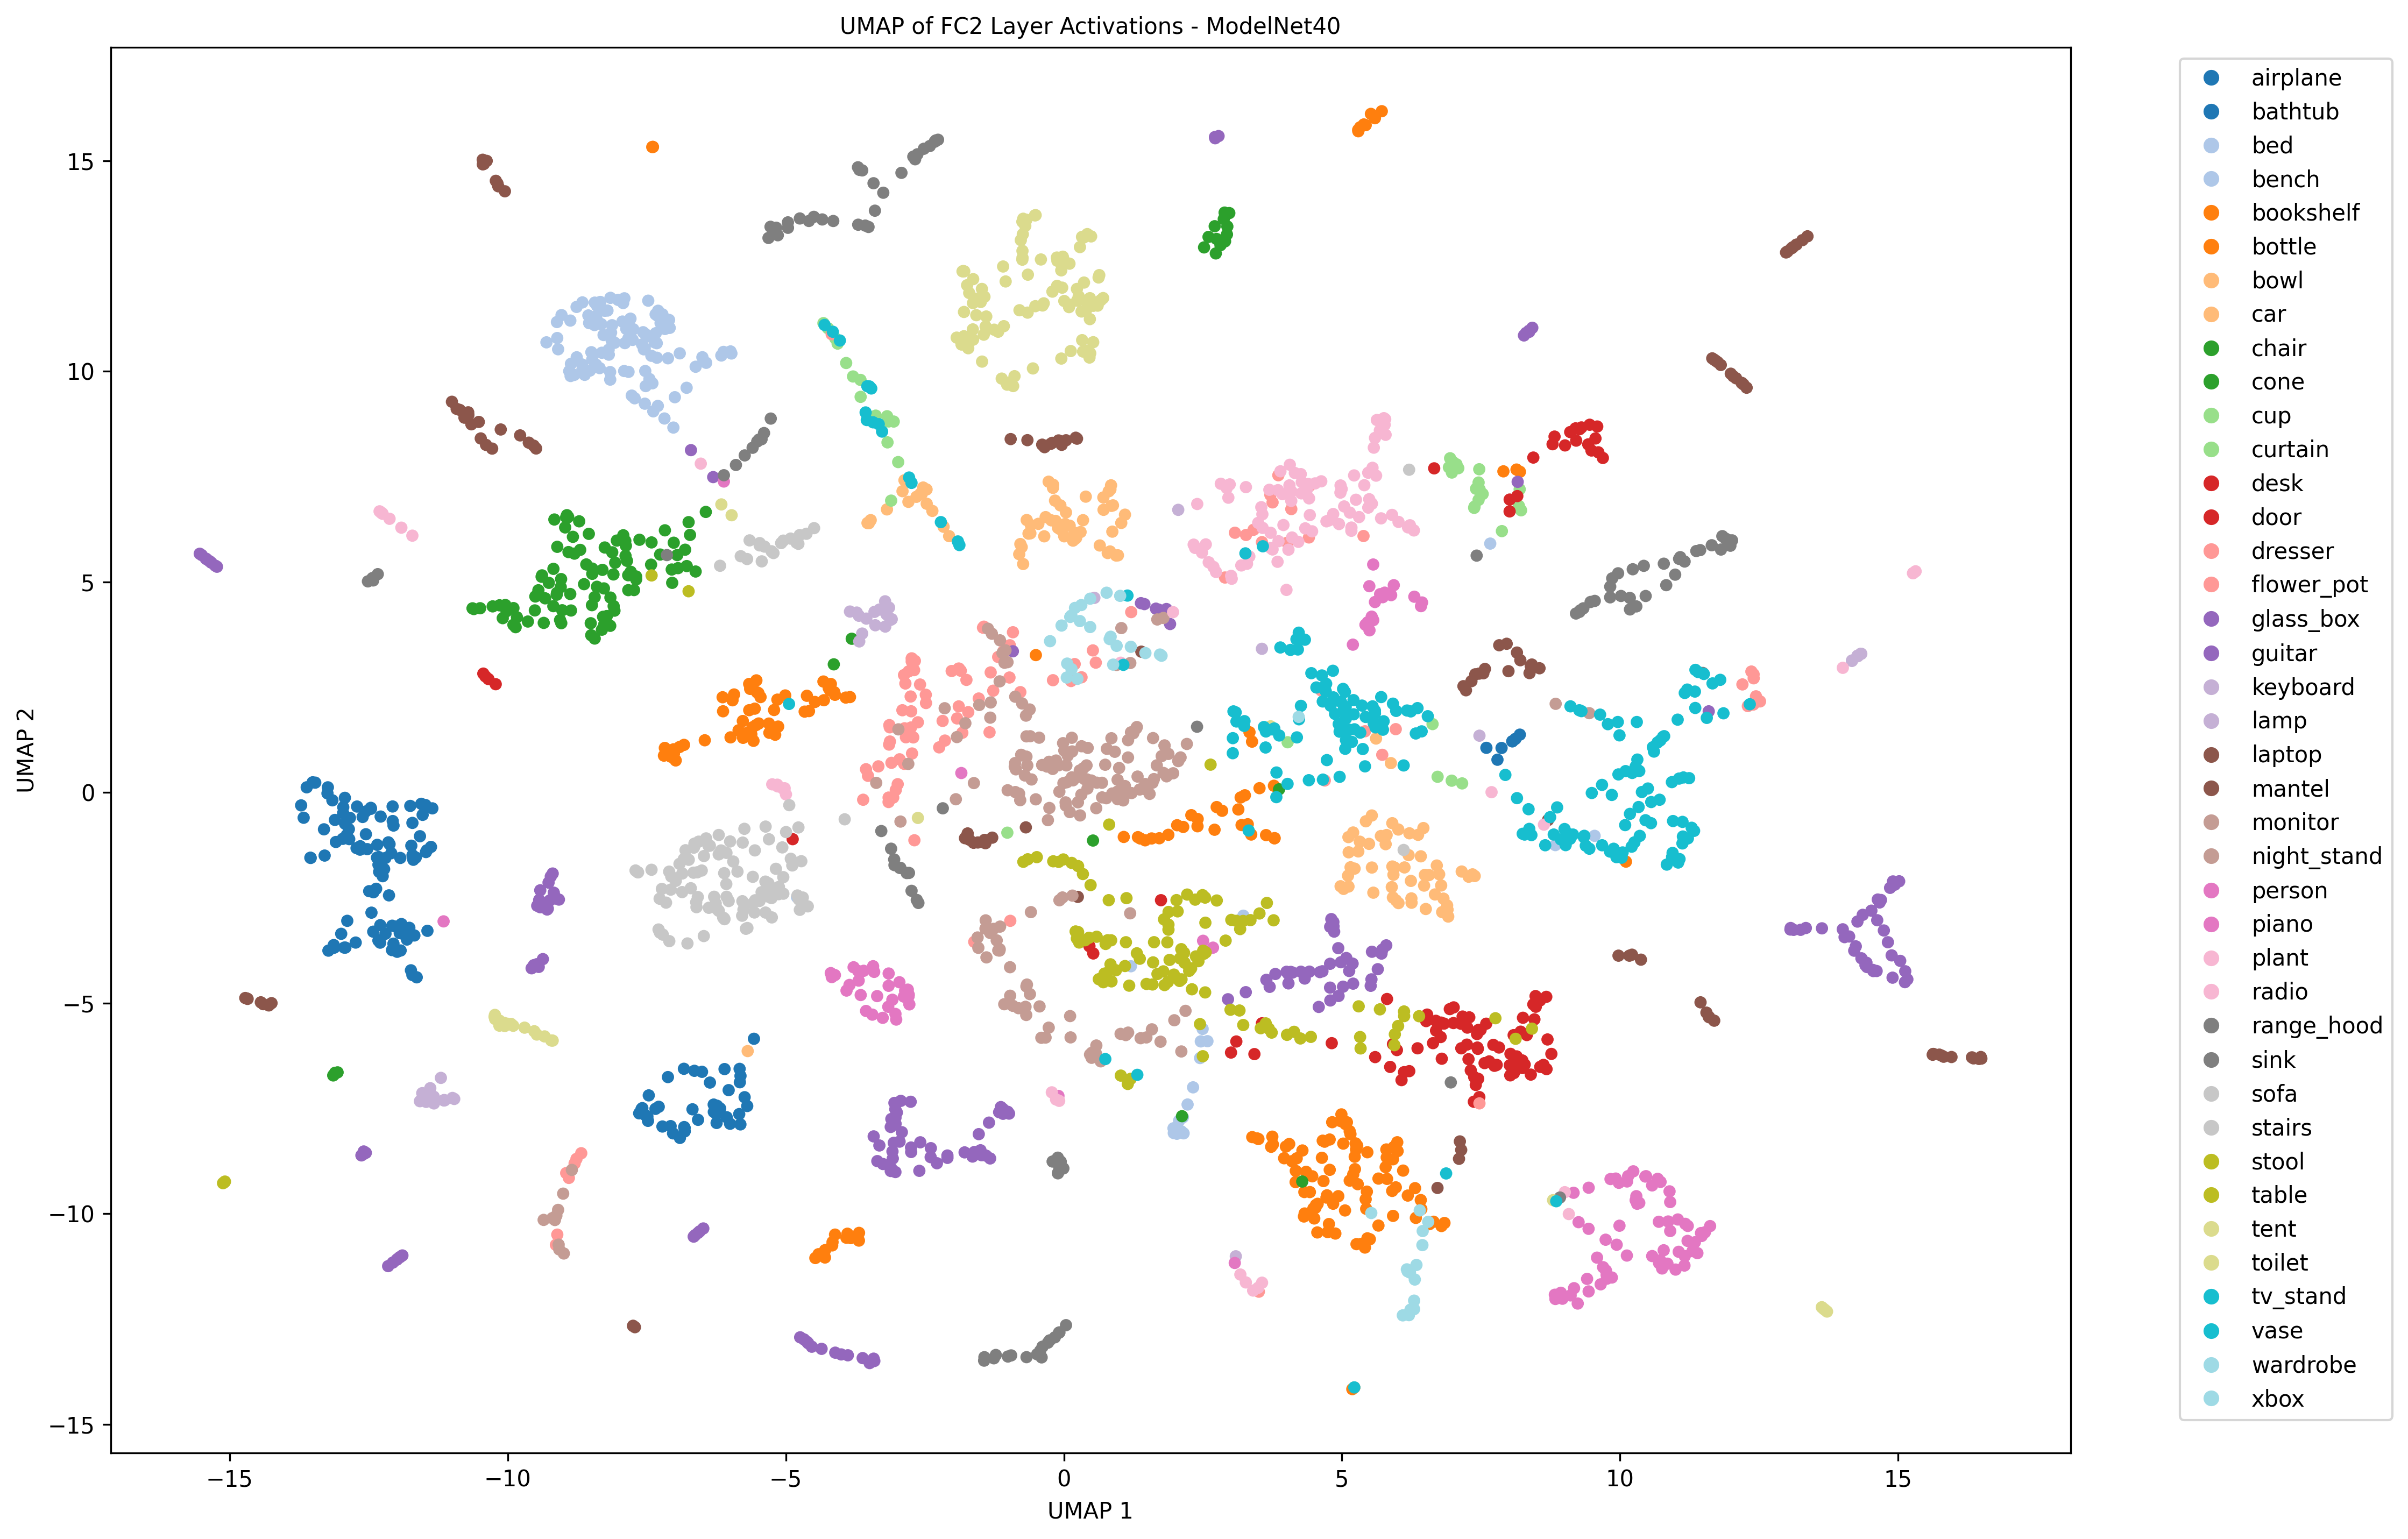 UMAP of FC2 Layer Activations - ModelNet40
15
10
5
0
−5
−10
−15
UMAP 2
−15
−10
−5
0
5
10
15
UMAP 1
airplane
bathtub
bed
bench
bookshelf
bottle
bowl
car
chair
cone
cup
curtain
desk
door
dresser
flower_pot
glass_box
guitar
keyboard
lamp
laptop
mantel
monitor
night_stand
person
piano
plant
radio
range_hood
sink
sofa
stairs
stool
table
tent
toilet
tv_stand
vase
wardrobe
xbox